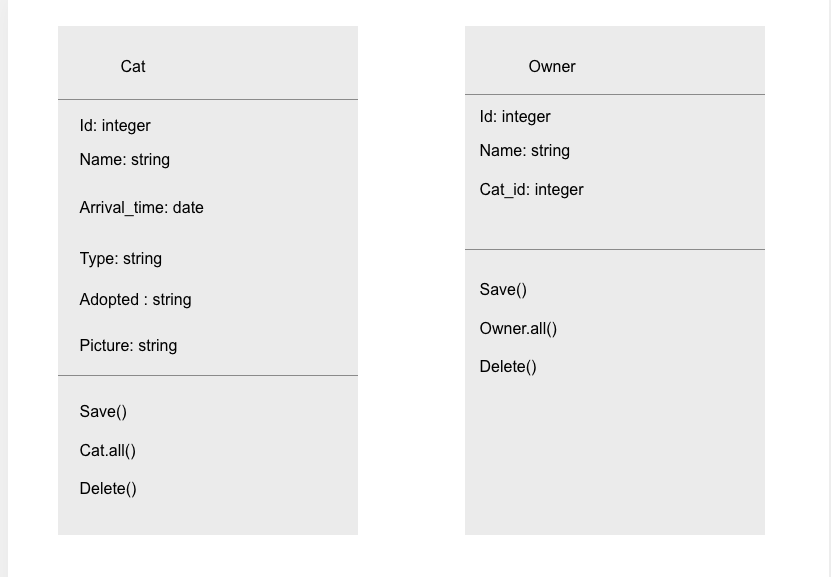 Cat
Id: integer
Name: string
Arrival_time: date
Type: string
Adopted : string
Picture: string
Save()
Cat.all()
Delete()
Owner
Id: integer
Name: string
Cat_id: integer
Save()
Owner.all()
Delete()